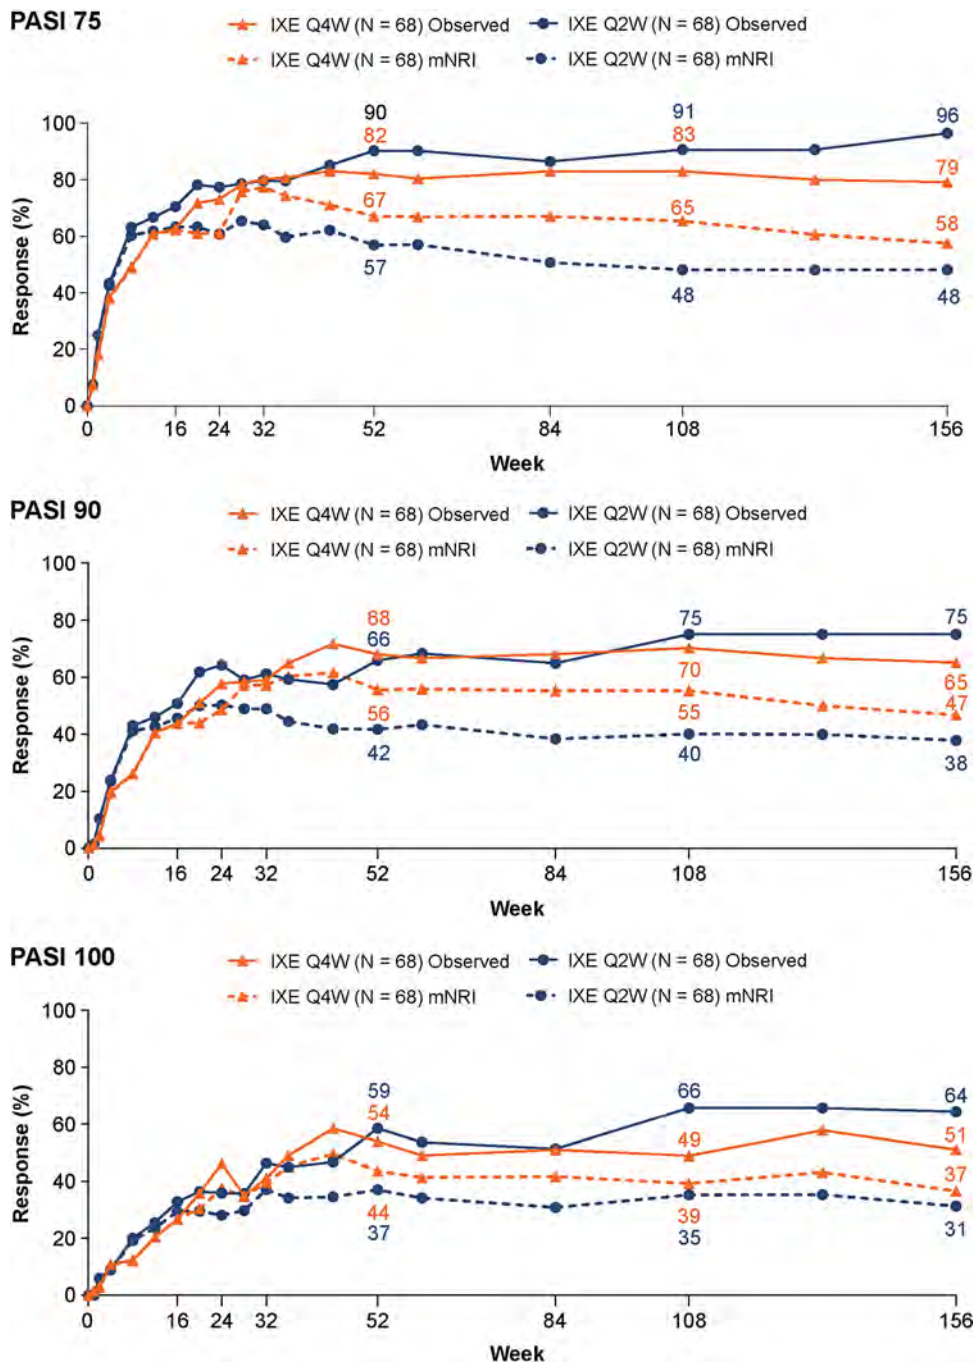 PASI 75
IXE Q4W (N = 68) Observed
IXE Q2W (N = 68) Observed
IXE Q4W (N = 68) mNRI
IXE Q2W (N = 68) mNRI
Response (%)
100
80
60
40
20
0
90
82
67
57
91
83
65
48
96
79
58
48
0 16 24 32 52 84 108 156
Week
PASI 90
IXE Q4W (N = 68) Observed
IXE Q2W (N = 68) Observed
IXE Q4W (N = 68) mNRI
IXE Q2W (N = 68) mNRI
Response (%)
100
80
60
40
20
0
68
66
56
42
75
70
55
40
75
65
47
38
0 16 24 32 52 84 108 156
Week
PASI 100
IXE Q4W (N = 68) Observed
IXE Q2W (N = 68) Observed
IXE Q4W (N = 68) mNRI
IXE Q2W (N = 68) mNRI
Response (%)
100
80
60
40
20
0
59
54
44
37
66
49
39
35
64
51
37
31
0 16 24 32 52 84 108 156
Week